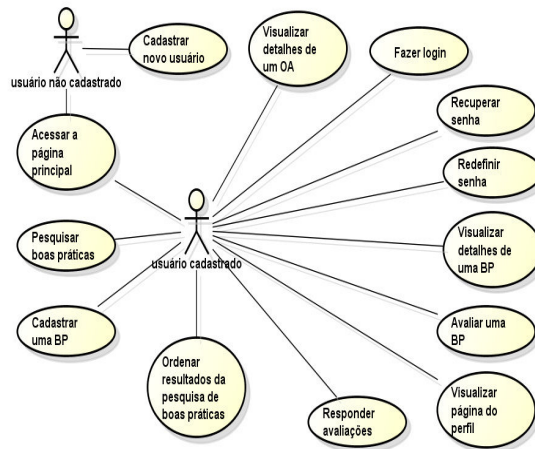 Cadastrar
novo usuário
usuário não cadastrado
Visualizar
detalhes de
um OA
Fazer login
Acessar a
página
principal
Recuperar
senha
Redefinir
senha
Pesquisar
boas práticas
usuário cadastrado
Visualizar
detalhes de
uma BP
Cadastrar
uma BP
Avaliar uma
BP
Ordenar
resultados da
pesquisa de
boas práticas
Responder
avaliações
Visualizar
página do
perfil